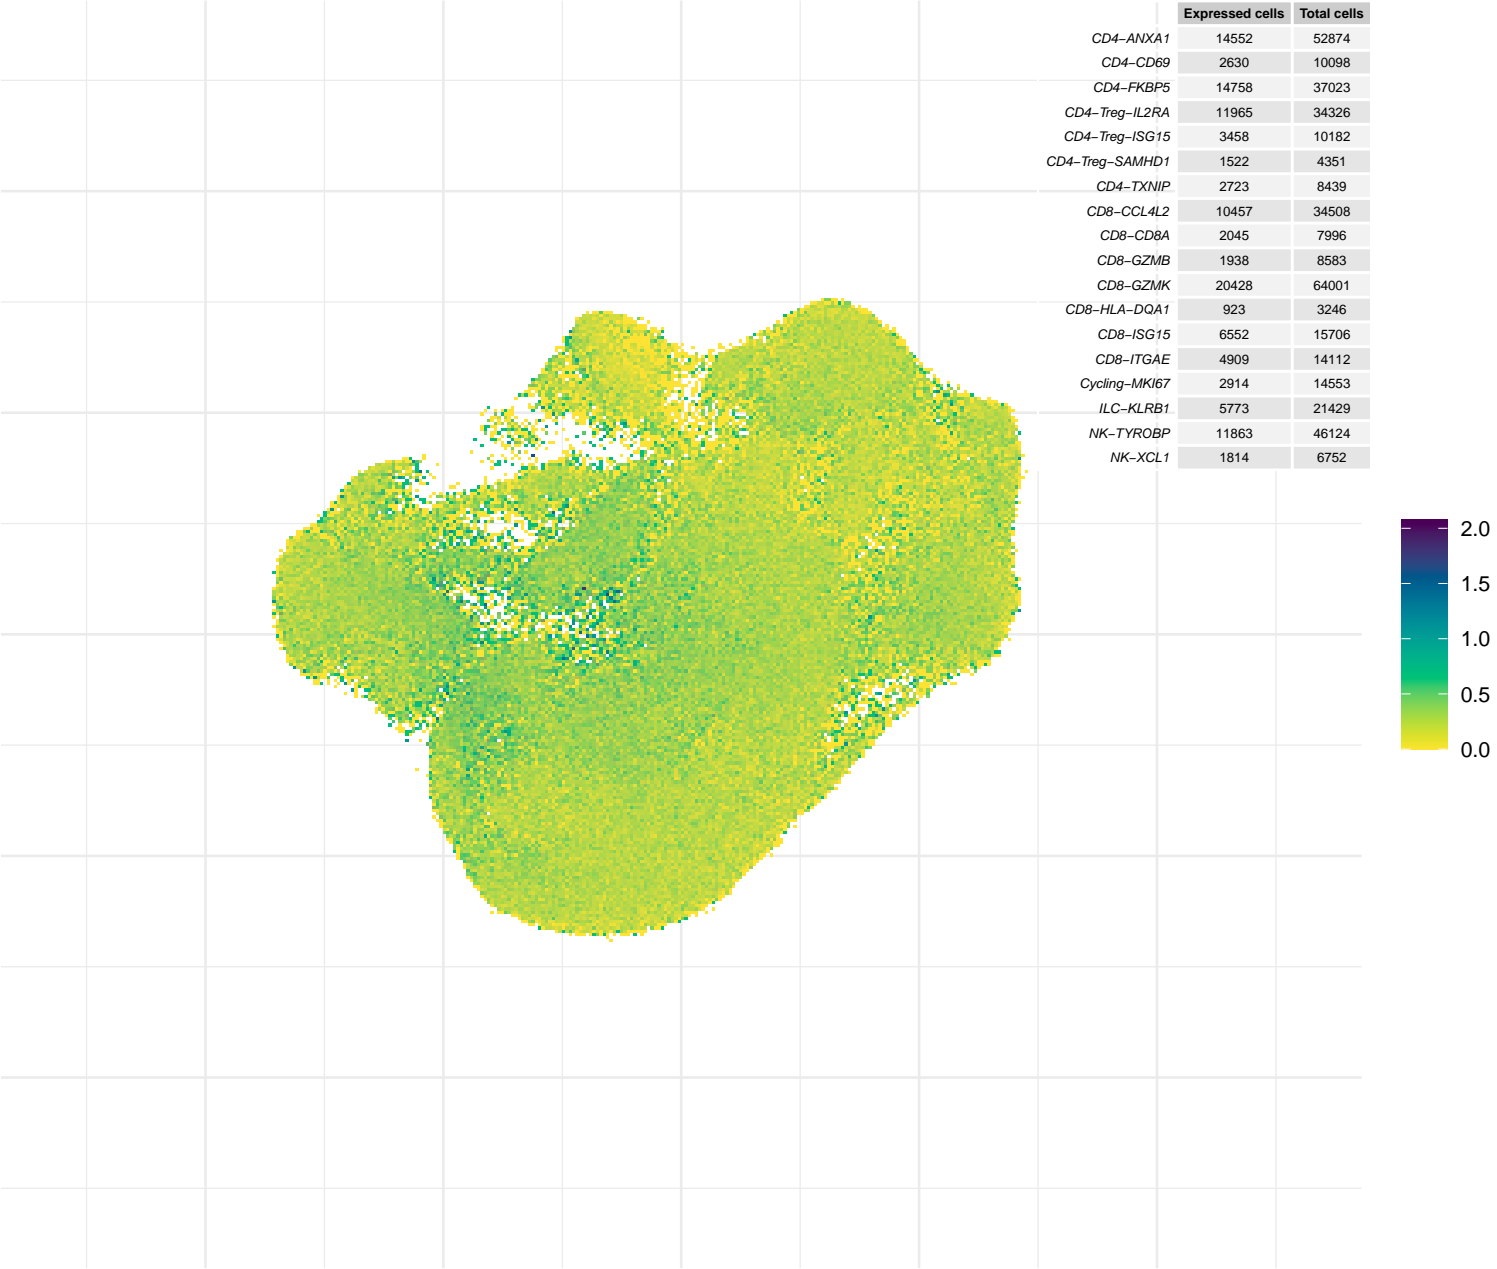 Expressed cells Total cells
CD4−ANXA1 14552 52874
CD4−CD69 2630 10098
CD4−FKBP5 14758 37023
CD4−Treg−IL2RA 11965 34326
CD4−Treg−ISG15 3458 10182
CD4−Treg−SAMHD1 1522 4351
CD4−TXNIP 2723 8439
CD8−CCL4L2 10457 34508
CD8−CD8A 2045 7996
CD8−GZMB 1938 8583
CD8−GZMK 20428 64001
CD8−HLA−DQA1 923 3246
CD8−ISG15 6552 15706
CD8−ITGAE 4909 14112
Cycling−MKI67 2914 14553
ILC−KLRB1 5773 21429
NK−TYROBP 11863 46124
NK−XCL1 1814 6752
2.0
1.5
1.0
0.5
0.0